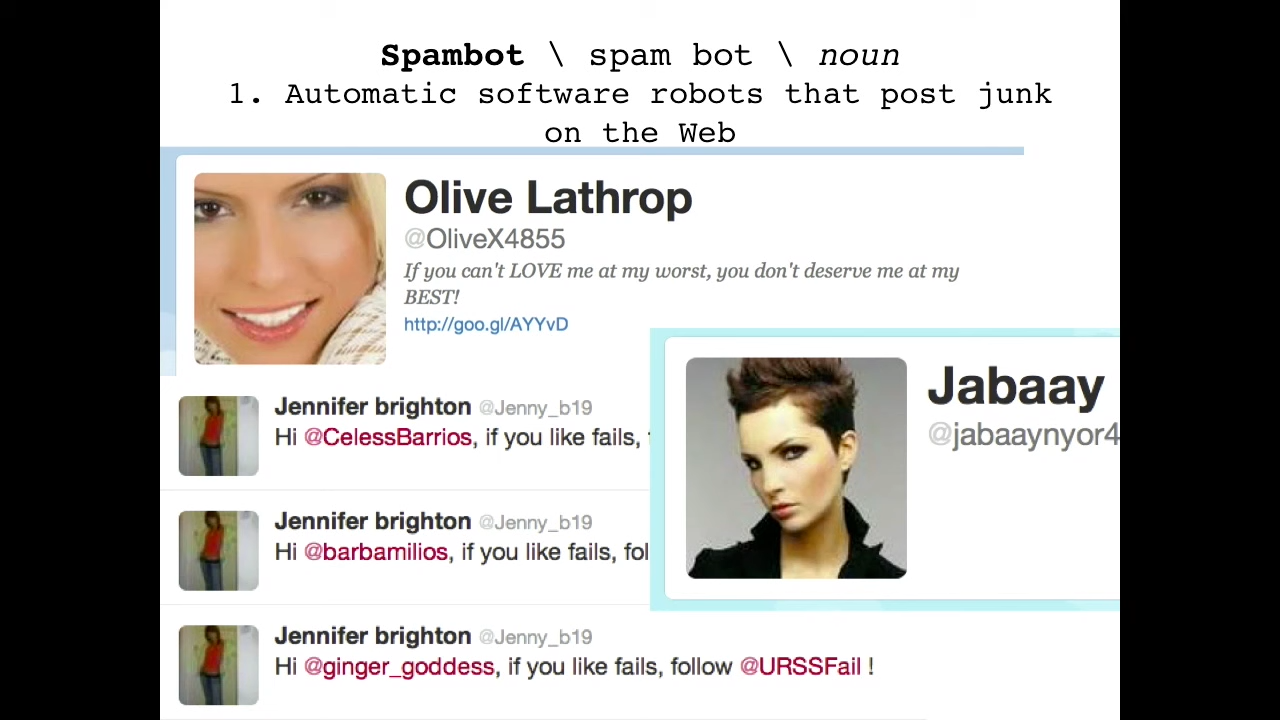 Spambot \ spam bot \ noun
1. Automatic software robots that post junk
on the Web
Olive Lathrop
@OliveX4855
If you can't LOVE me at my worst, you don't deserve me at my
BEST!
http://goo.gl/AYYvD
Jabaay
@jabaaynyor4
Jennifer brighton @Jenny_b19
Hi @CelessBarrios, if you like fails,
Jennifer brighton @Jenny_b19
Hi @barbamilios, if you like fails, fol
Jennifer brighton @Jenny_b19
Hi @ginger_goddess, if you like fails, follow @URSSFail !